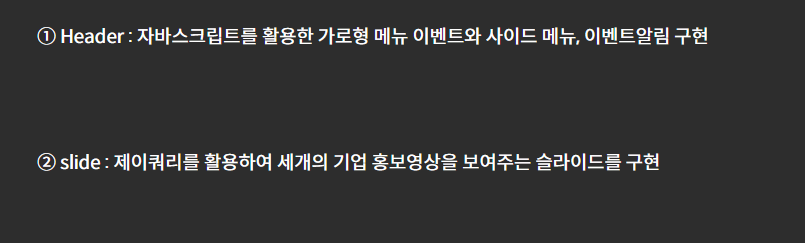 ① Header : 자바스크립트를 활용한 가로형 메뉴 이벤트와 사이드 메뉴, 이벤트알림 구현
② slide : 제이쿼리를 활용하여 세개의 기업 홍보영상을 보여주는 슬라이드를 구현